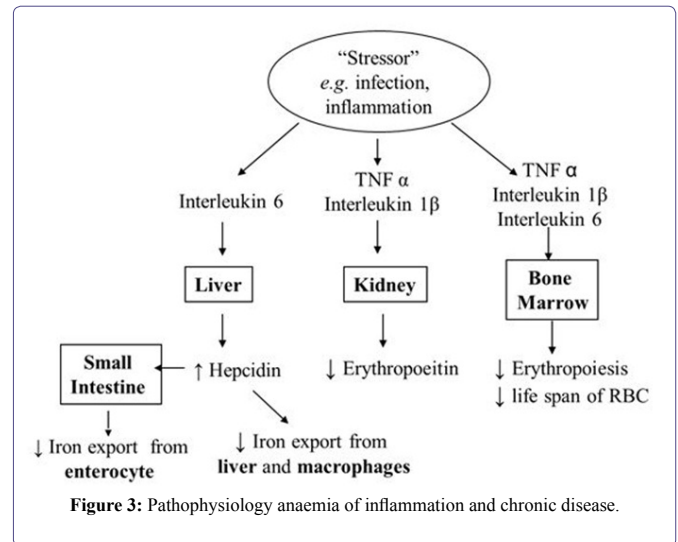 “Stressor”
e.g. infection,
inflammation
Interleukin 6
TNF α
Interleukin 1β
TNF α
Interleukin 1β
Interleukin 6
Liver
Kidney
Bone
Marrow
Small
Intestine
↑ Hepcidin
↓ Erythropoeitin
↓ Erythropoiesis
↓ life span of RBC
↓ Iron export from
enterocyte
↓ Iron export from
liver and macrophages
Figure 3: Pathophysiology anaemia of inflammation and chronic disease.